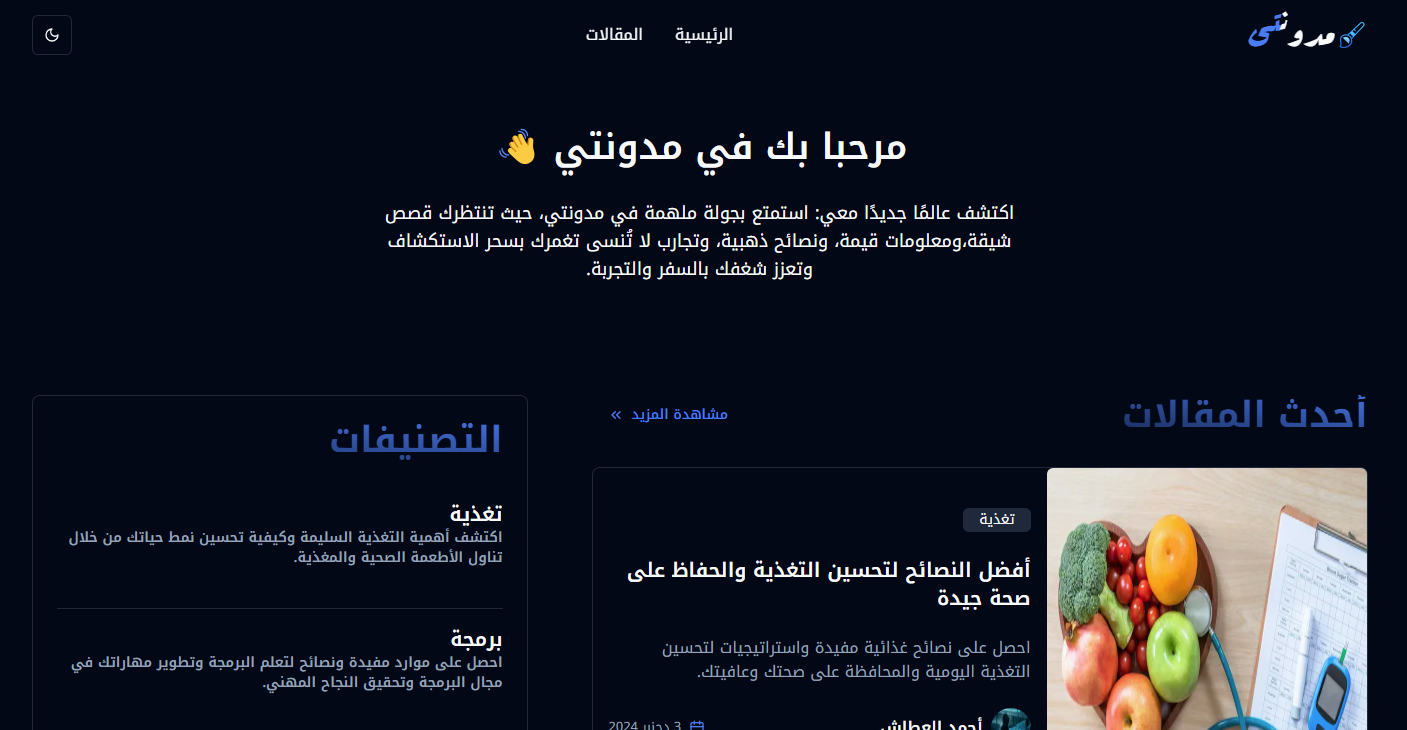 مدونتي
الرئيسية
المقالات
مرحبا بك في مدونتي
اكتشف عالمًا جديدًا معي: استمتع بجولة ملهمة في مدونتي، حيث تنتظرك قصص
شيقة،ومعلومات قيمة، ونصائح ذهبية، وتجارب لا تُنسى تغمرك بسحر الاستكشاف
وتعزز شغفك بالسفر والتجربة.
أحدث المقالات
مشاهدة المزيد
تغذية
أفضل النصائح لتحسين التغذية والحفاظ على
صحة جيدة
احصل على نصائح غذائية مفيدة واستراتيجيات لتحسين
التغذية اليومية والمحافظة على صحتك وعافيتك.
أحمد العطاش
3 دجنبر 2024
التصنيفات
تغذية
اكتشف أهمية التغذية السليمة وكيفية تحسين نمط حياتك من خلال
تناول الأطعمة الصحية والمغذية.
برمجة
احصل على موارد مفيدة ونصائح لتعلم البرمجة وتطوير مهاراتك في
مجال البرمجة وتحقيق النجاح المهني.